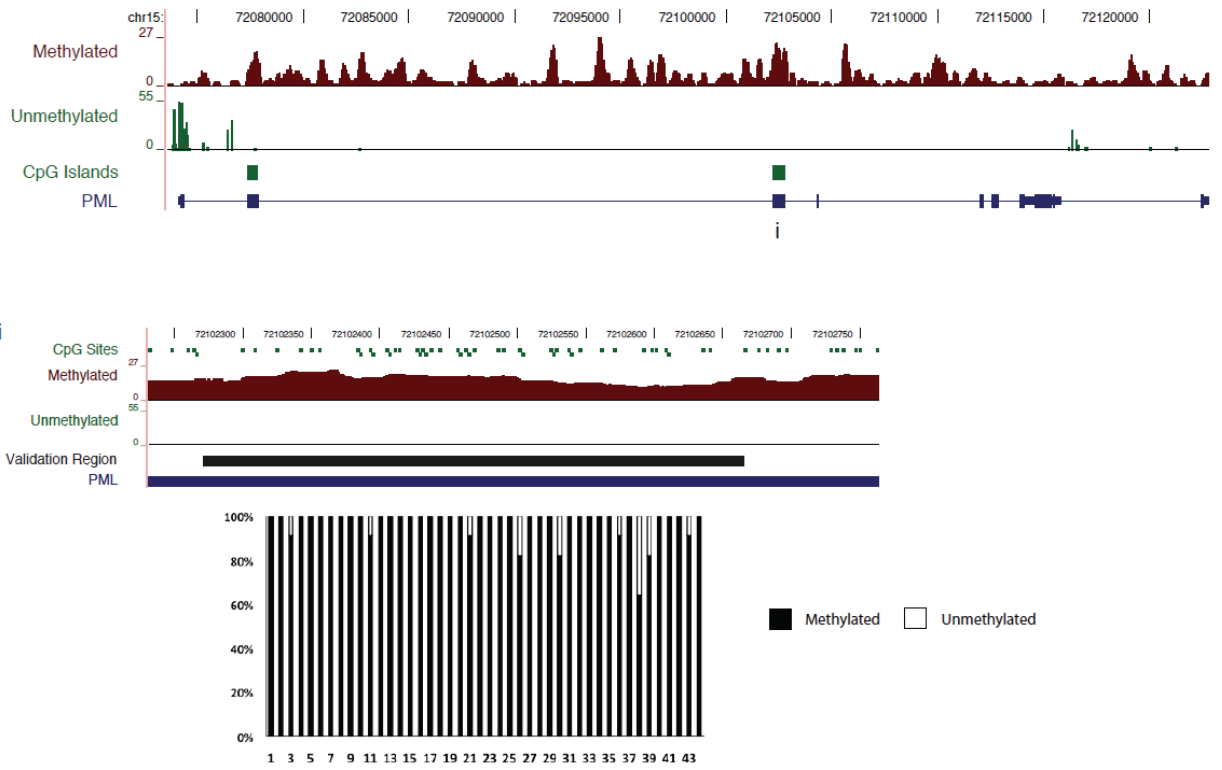 chr15: 72080000 72085000 72090000 72095000 72100000 72105000 72110000 72115000 72120000
27
Methylated
0
55
Unmethylated
0
CpG Islands
PML
i
i
72102300 72102350 72102400 72102450 72102500 72102550 72102600 72102650 72102700 72102750
CpG Sites
27
Methylated
0
55
Unmethylated
0
Validation Region
PML
100%
80%
60%
40%
20%
0%
1 3 5 7 9 11 13 15 17 19 21 23 25 27 29 31 33 35 37 39 41 43
Methylated Unmethylated